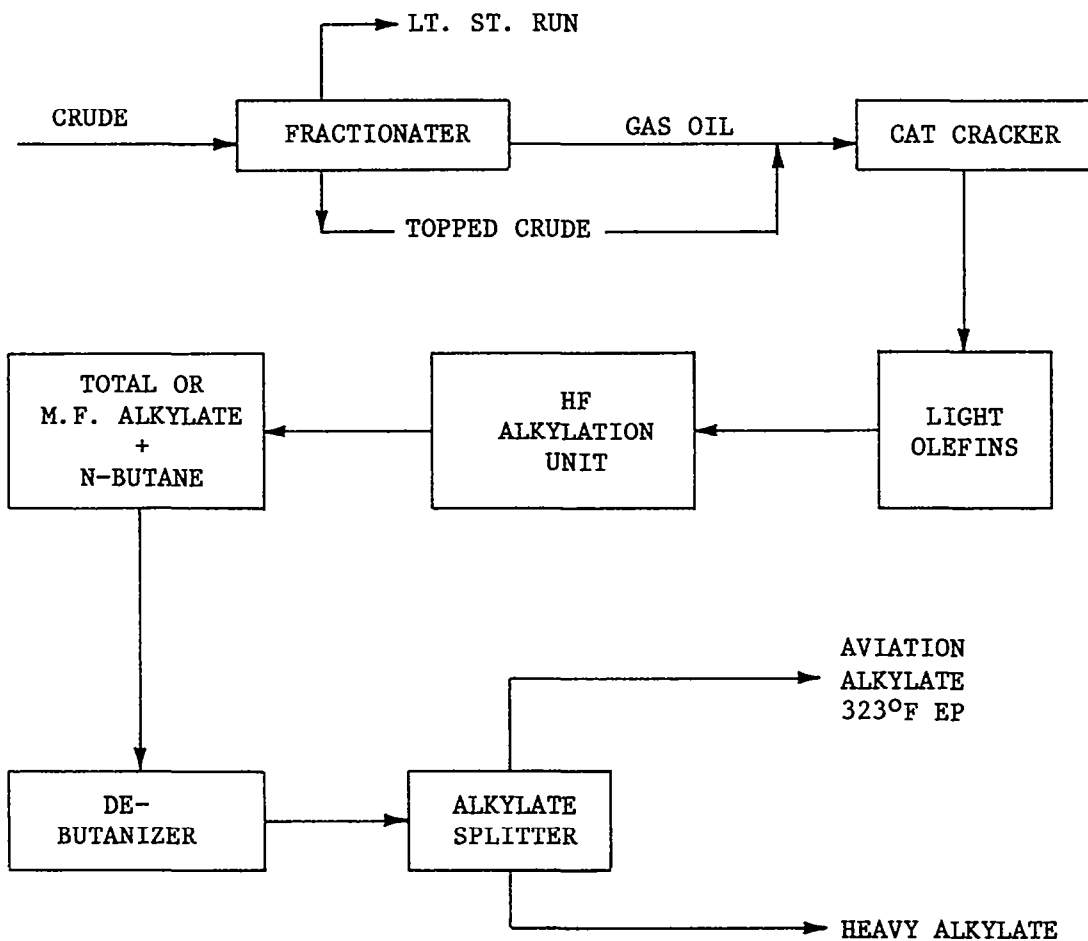 LT. ST. RUN
CRUDE
FRACTIONATER
GAS OIL
CAT CRACKER
TOPPED CRUDE
TOTAL OR
M.F. ALKYLATE
+
N-BUTANE
HF
ALKYLATION
UNIT
LIGHT
OLEFINS
AVIATION
ALKYLATE
323°F EP
DE-
BUTANIZER
ALKYLATE
SPLITTER
HEAVY ALKYLATE